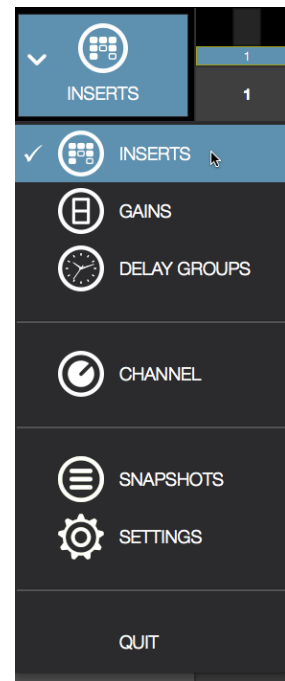 1
INSERTS
1
INSERTS
GAINS
DELAY GROUPS
CHANNEL
SNAPSHOTS
SETTINGS
QUIT